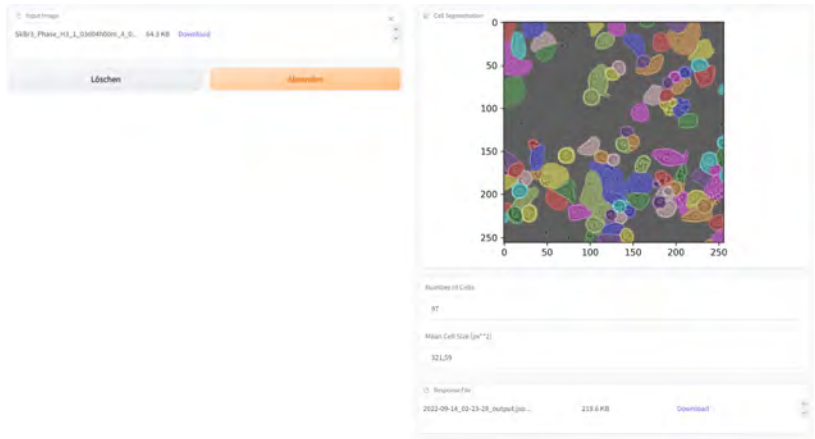 Input Image
SkBr3_Phase_H3_1_03d04h00m_4_0... 64.3 KB Download
Löschen
Absenden
Cell Segmentation
0
50
100
150
200
250
0 50 100 150 200 250
Number of Cells
97
Mean Cell Size (px**2)
321,59
Response File
2022-09-14_02-23-29_output.jso... 219.6 KB Download